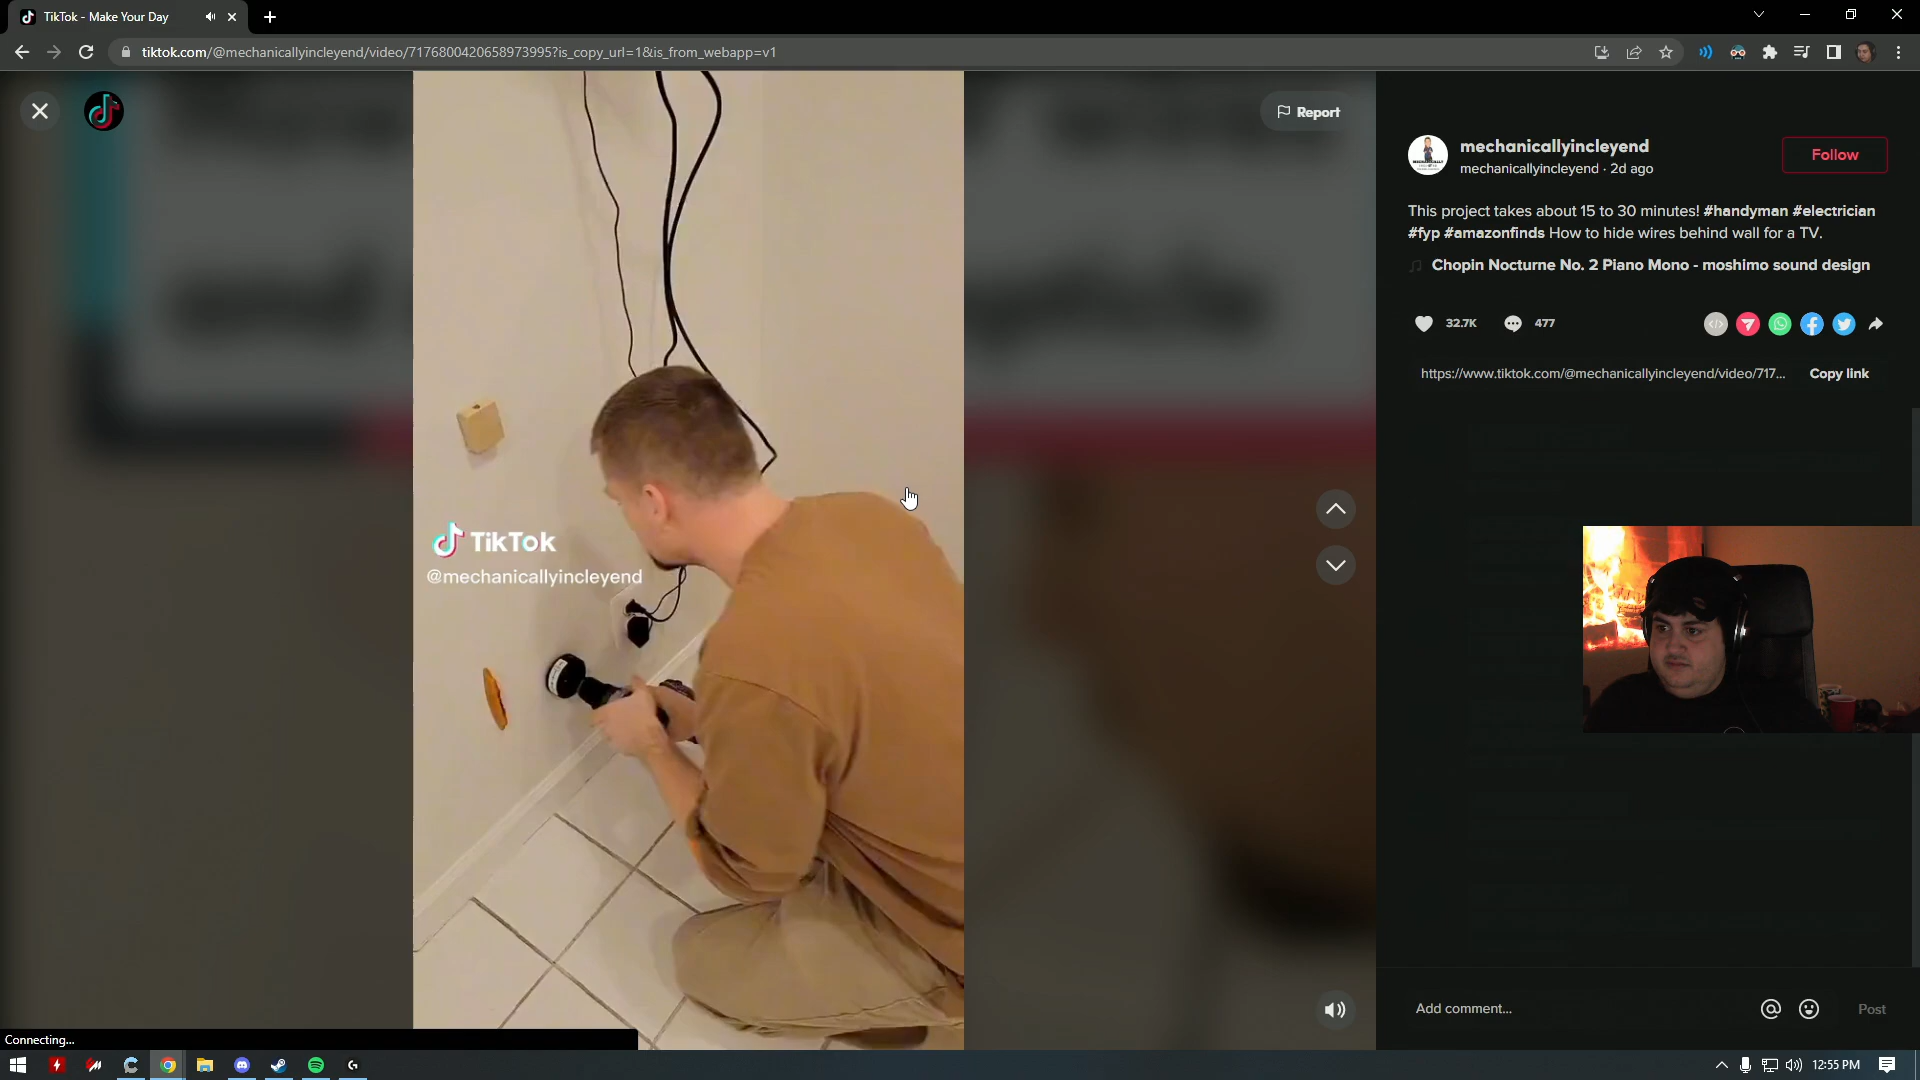 TikTok - Make Your Day
tiktok.com/@mechanicallyincleyend/video/7176800420658973995?is_copy_url=1&is_from_webapp=v1
Report
mechanicallyincleyend
mechanicallyincleyend · 2d ago
Follow
This project takes about 15 to 30 minutes! #handyman #electrician
#fyp #amazonfinds How to hide wires behind wall for a TV.
Chopin Nocturne No. 2 Piano Mono - moshimo sound design
32.7K
477
https://www.tiktok.com/@mechanicallyincleyend/video/717...
Copy link
TikTok
@mechanicallyincleyend
Add comment...
Post
Connecting...
12:55 PM